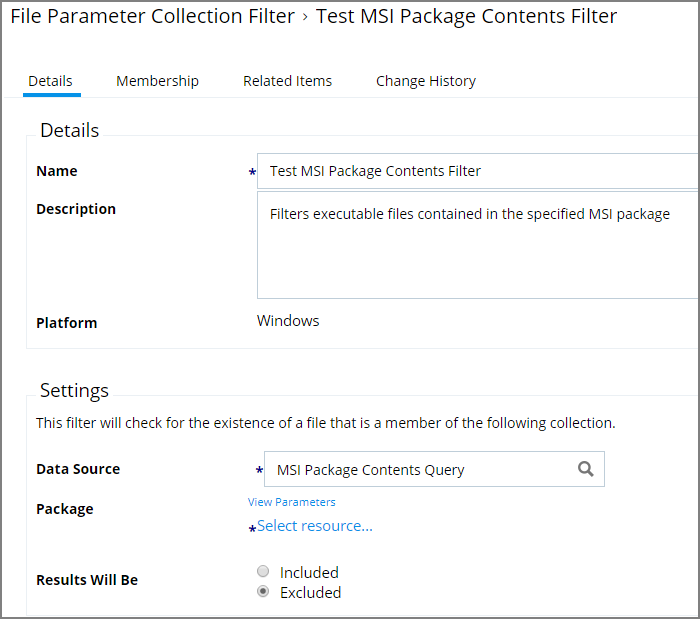 File Parameter Collection Filter › Test MSI Package Contents Filter
Details Membership Related Items Change History
Details
Name * Test MSI Package Contents Filter
Description Filters executable files contained in the specified MSI package
Platform Windows
Settings
This filter will check for the existence of a file that is a member of the following collection.
Data Source * MSI Package Contents Query
View Parameters
Package * Select resource...
Results Will Be Included
Excluded